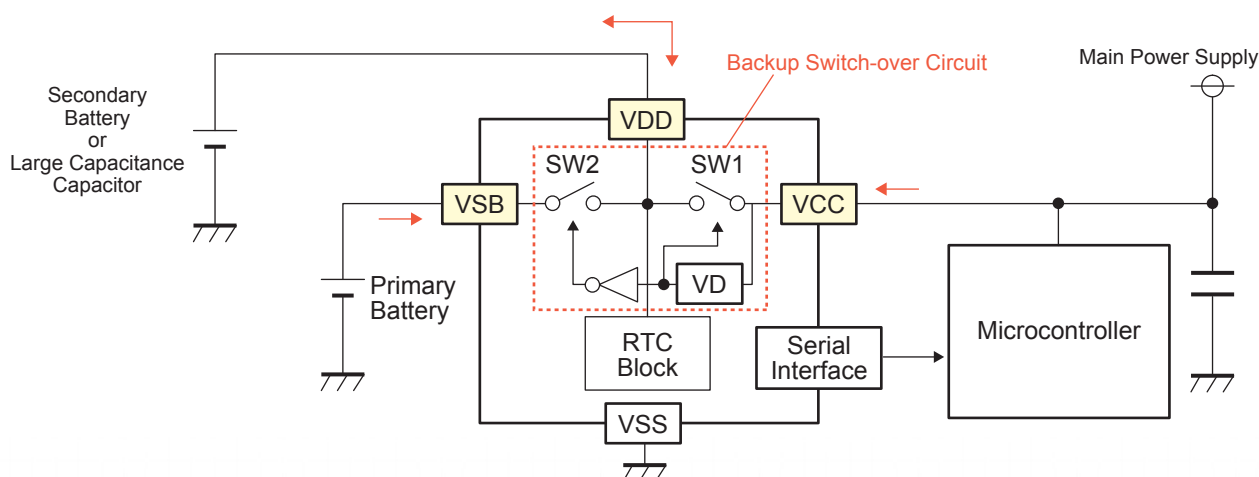 Backup Switch-over Circuit
Main Power Supply
Secondary
Battery
or
Large Capacitance
Capacitor
VDD
SW2
SW1
VSB
VCC
VD
Primary
Battery
RTC
Block
Serial
Interface
Microcontroller
VSS